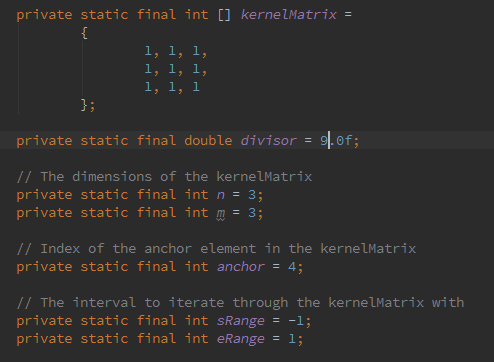 private static final int [] kernelMatrix =
{
1, 1, 1,
1, 1, 1,
1, 1, 1
};
private static final double divisor = 9.0f;
// The dimensions of the kernelMatrix
private static final int n = 3;
private static final int m = 3;
// Index of the anchor element in the kernelMatrix
private static final int anchor = 4;
// The interval to iterate through the kernelMatrix with
private static final int sRange = -1;
private static final int eRange = 1;